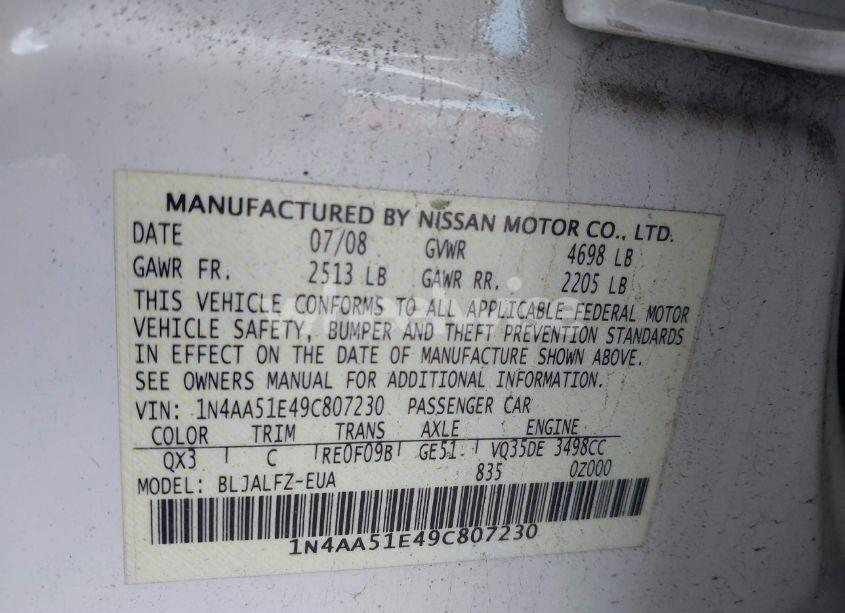 MANUFACTURED BY NISSAN MOTOR CO., LTD.
DATE 07/08 GVWR 4698 LB
GAWR FR. 2513 LB GAWR RR. 2205 LB
THIS VEHICLE CONFORMS TO ALL APPLICABLE FEDERAL MOTOR
VEHICLE SAFETY, BUMPER AND THEFT PREVENTION STANDARDS
IN EFFECT ON THE DATE OF MANUFACTURE SHOWN ABOVE.
SEE OWNERS MANUAL FOR ADDITIONAL INFORMATION.
VIN: 1N4AA51E49C807230 PASSENGER CAR
COLOR TRIM TRANS AXLE ENGINE
QX3 C RE0F09B GE51 VQ35DE 3498CC
MODEL: BLJALFZ-EUA 835 0Z000
1N4AA51E49C807230